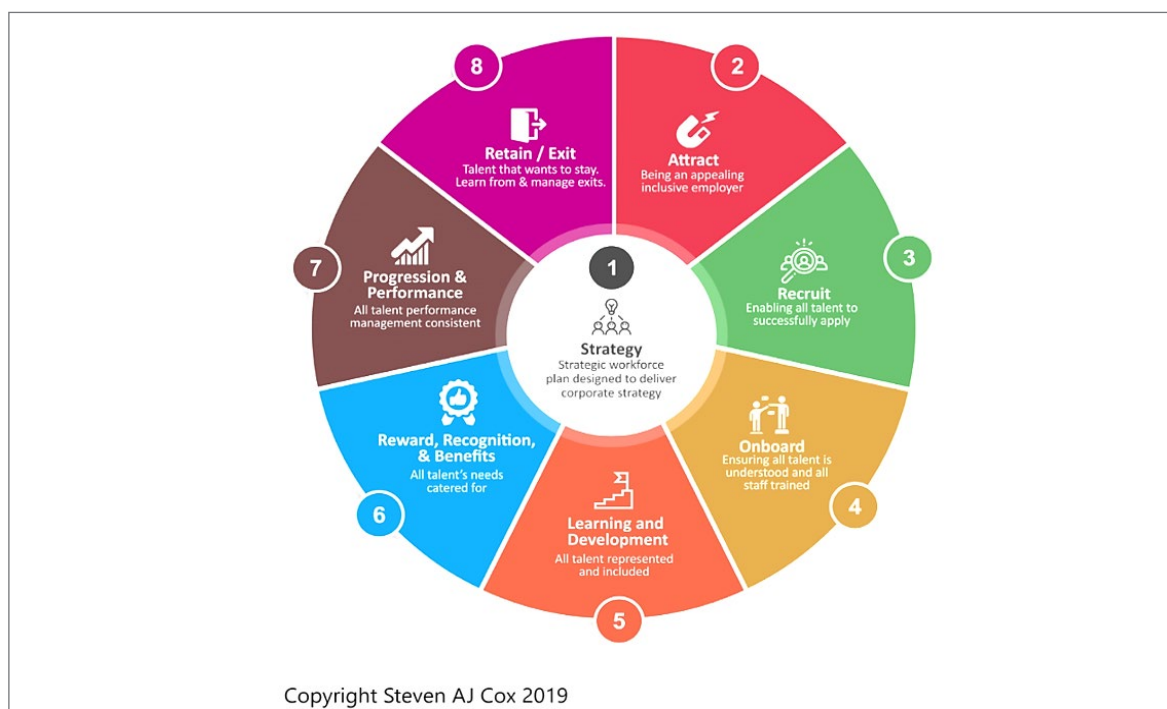 1
Strategy
Strategic workforce
plan designed to deliver
corporate strategy
2
Attract
Being an appealing
inclusive employer
3
Recruit
Enabling all talent to
successfully apply
4
Onboard
Ensuring all talent is
understood and all
staff trained
5
Learning and
Development
All talent represented
and included
6
Reward, Recognition,
& Benefits
All talent's needs
catered for
7
Progression &
Performance
All talent performance
management consistent
8
Retain / Exit
Talent that wants to stay.
Learn from & manage exits.
Copyright Steven AJ Cox 2019